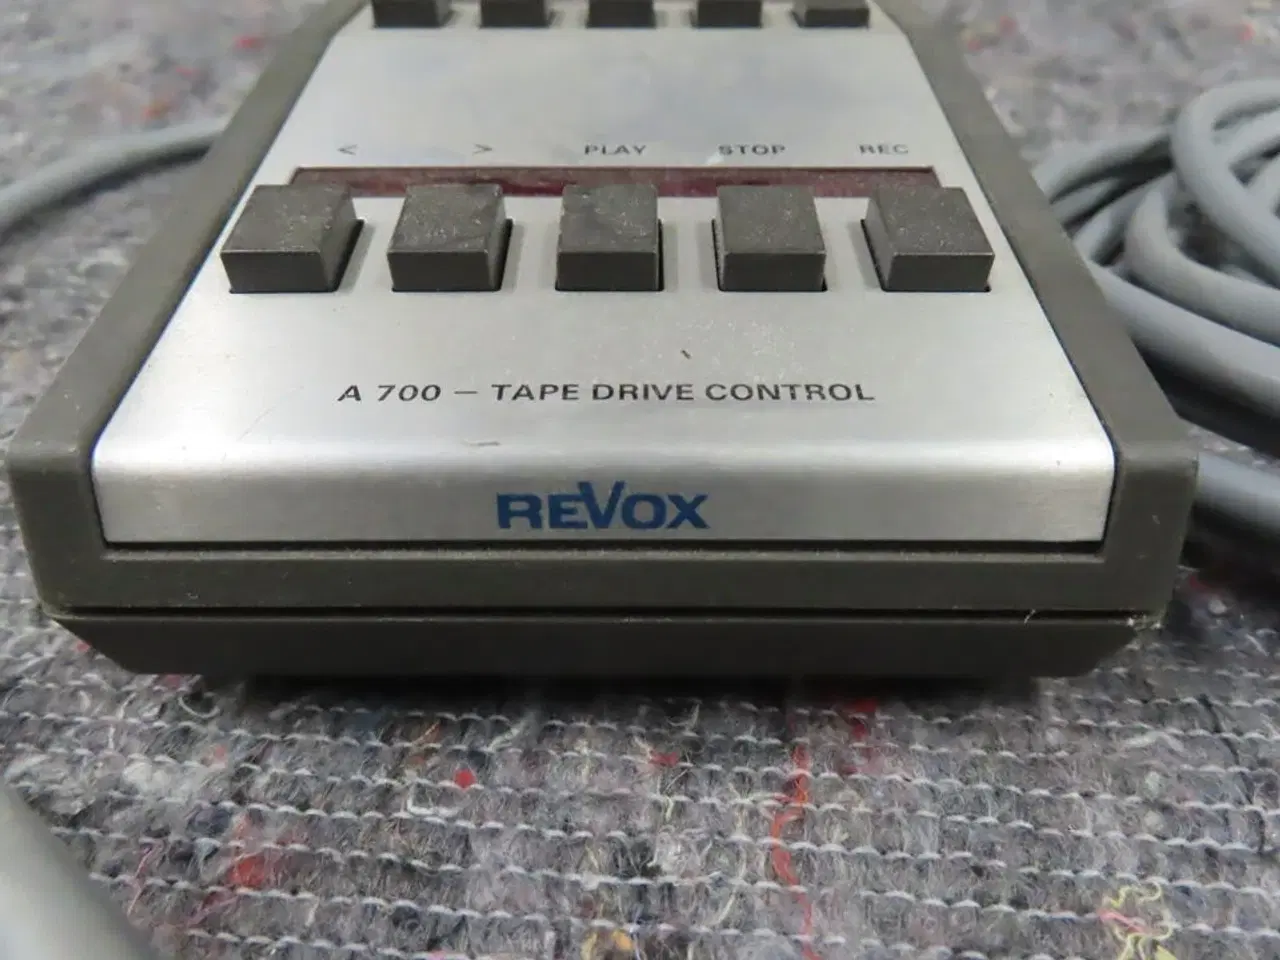 < > PLAY STOP REC
A 700 – TAPE DRIVE CONTROL
REVOX